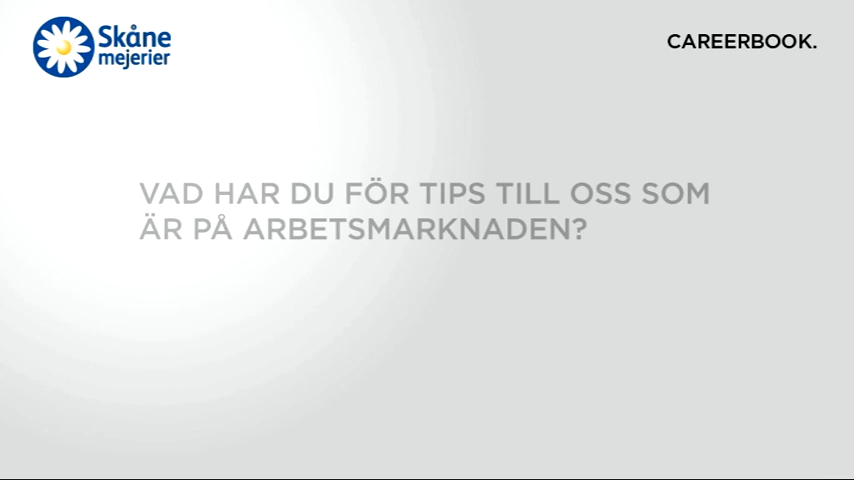 Skåne
mejerier
CAREERBOOK.
VAD HAR DU FÖR TIPS TILL OSS SOM
ÄR PÅ ARBETSMARKNADEN?